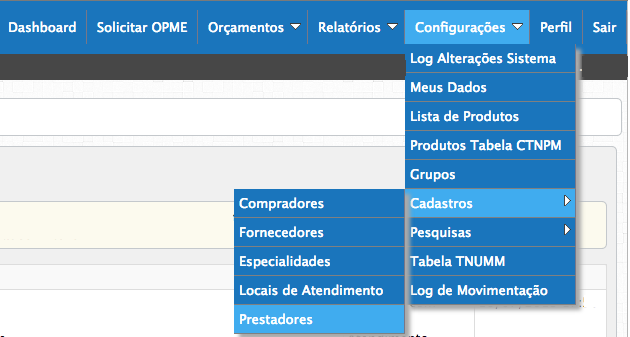 Dashboard Solicitar OPME Orçamentos Relatórios Configurações Perfil Sair
Log Alterações Sistema
Meus Dados
Lista de Produtos
Produtos Tabela CTNPM
Grupos
Cadastros
Pesquisas
Tabela TNUMM
Log de Movimentação
Compradores
Fornecedores
Especialidades
Locais de Atendimento
Prestadores